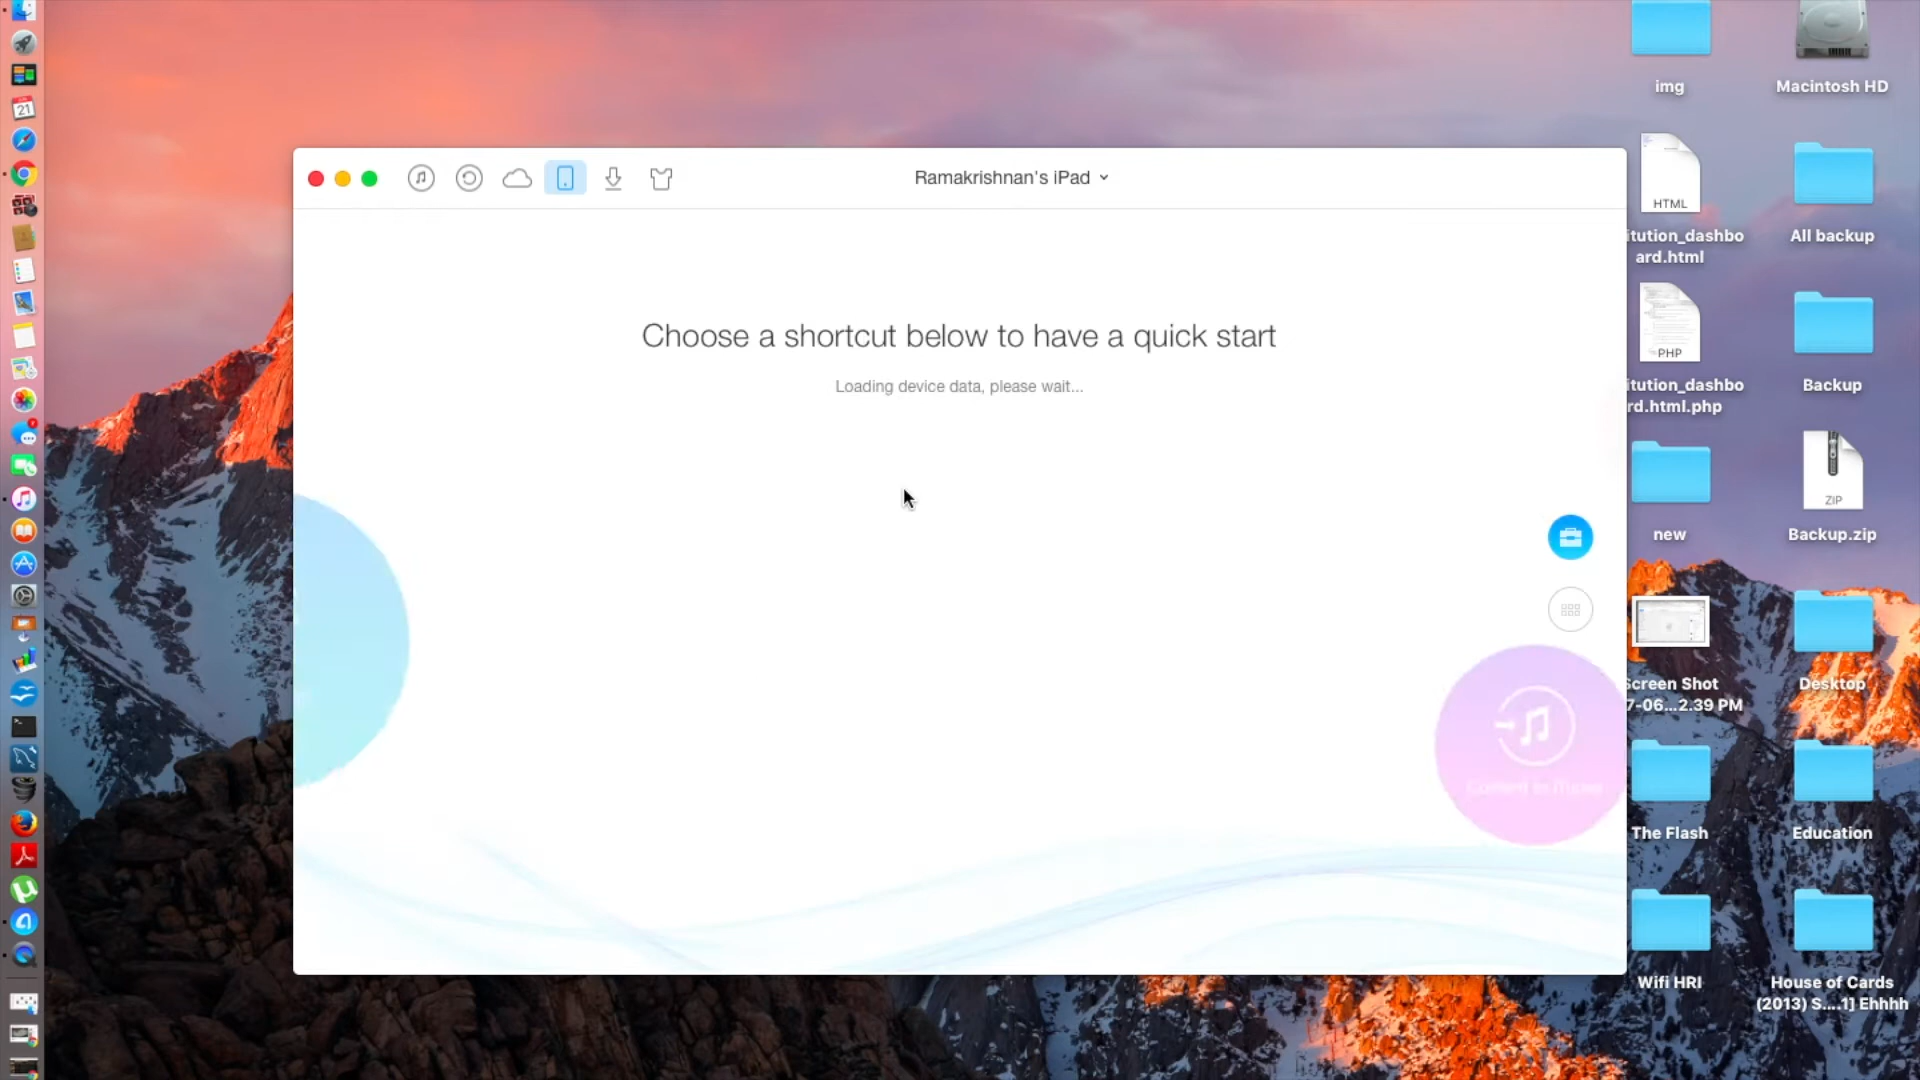 Ramakrishnan's iPad
Choose a shortcut below to have a quick start
Loading device data, please wait...
21
img
Macintosh HD
HTML
itution_dashbo
ard.html
All backup
PHP
itution_dashbo
rd.html.php
Backup
new
ZIP
Backup.zip
Screen Shot
7-06...2.39 PM
Desktop
The Flash
Education
Wifi HRI
House of Cards
(2013) S....1] Ehhhh